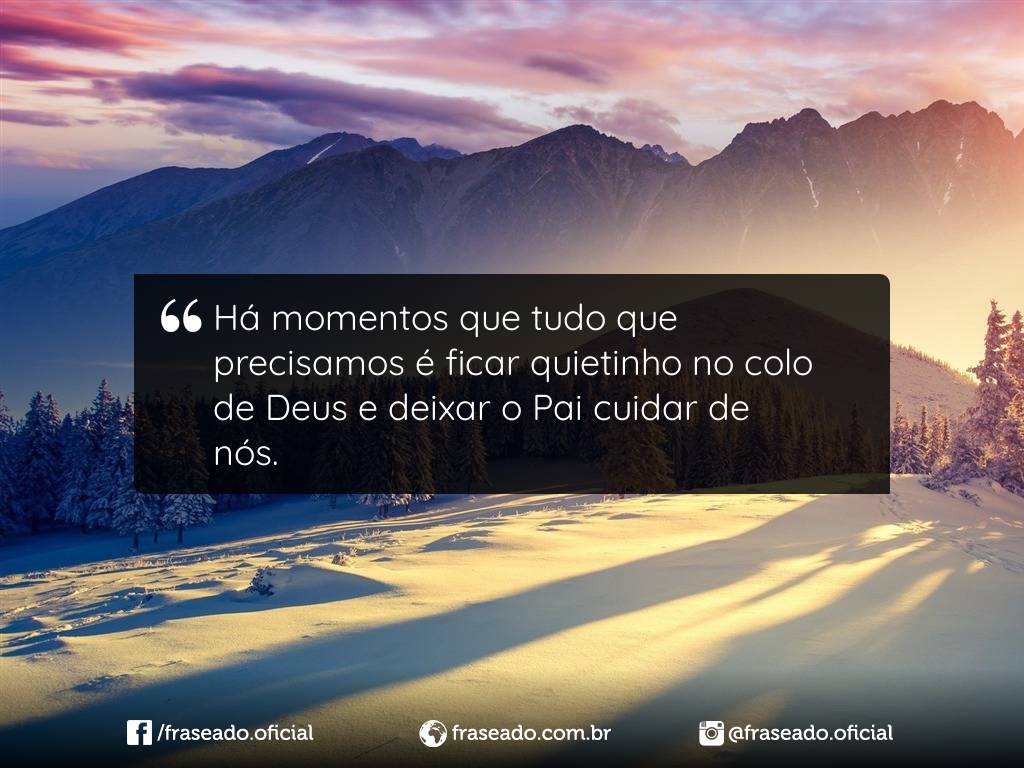 Há momentos que tudo que
precisamos é ficar quietinho no colo
de Deus e deixar o Pai cuidar de
nós.
/fraseado.oficial
fraseado.com.br
@fraseado.oficial